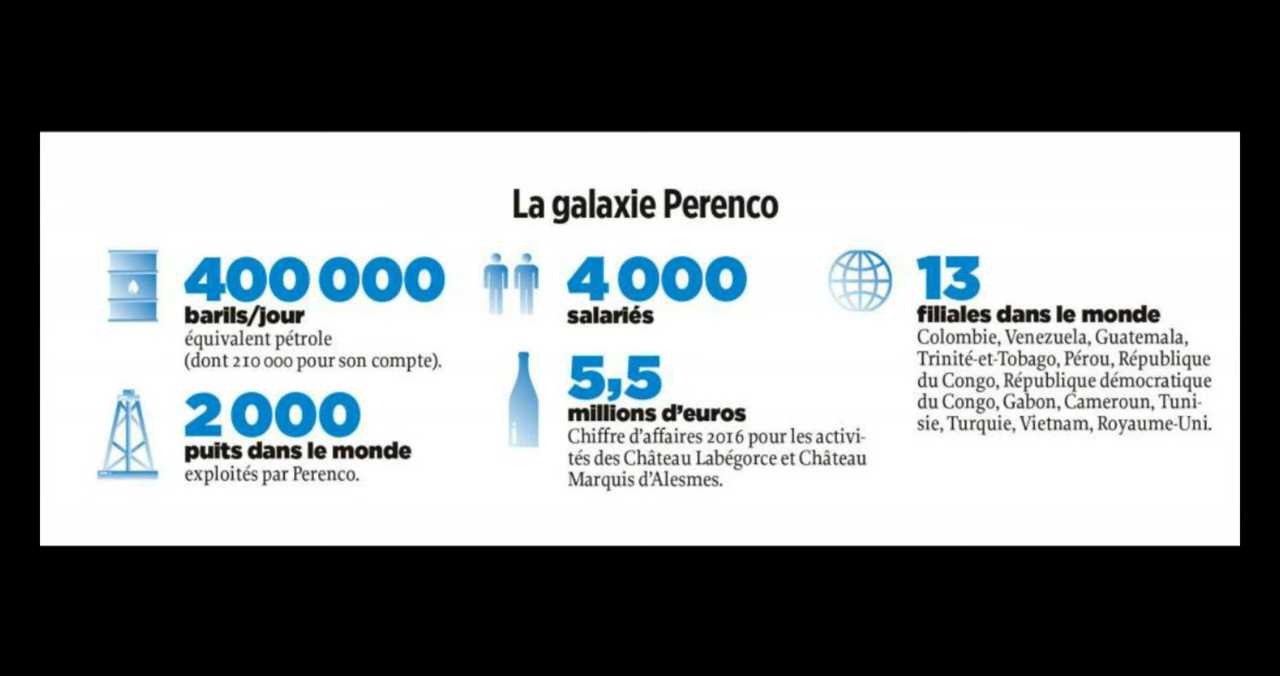 La galaxie Perenco
400 000
barils/jour
équivalent pétrole
(dont 210 000 pour son compte).
2 000
puits dans le monde
exploités par Perenco.
4 000
salariés
5,5
millions d'euros
Chiffre d'affaires 2016 pour les activi-
tés des Château Labégorce et Château
Marquis d'Alesmes.
13
filiales dans le monde
Colombie, Venezuela, Guatemala,
Trinité-et-Tobago, Pérou, République
du Congo, République démocratique
du Congo, Gabon, Cameroun, Tuni-
sie, Turquie, Vietnam, Royaume-Uni.